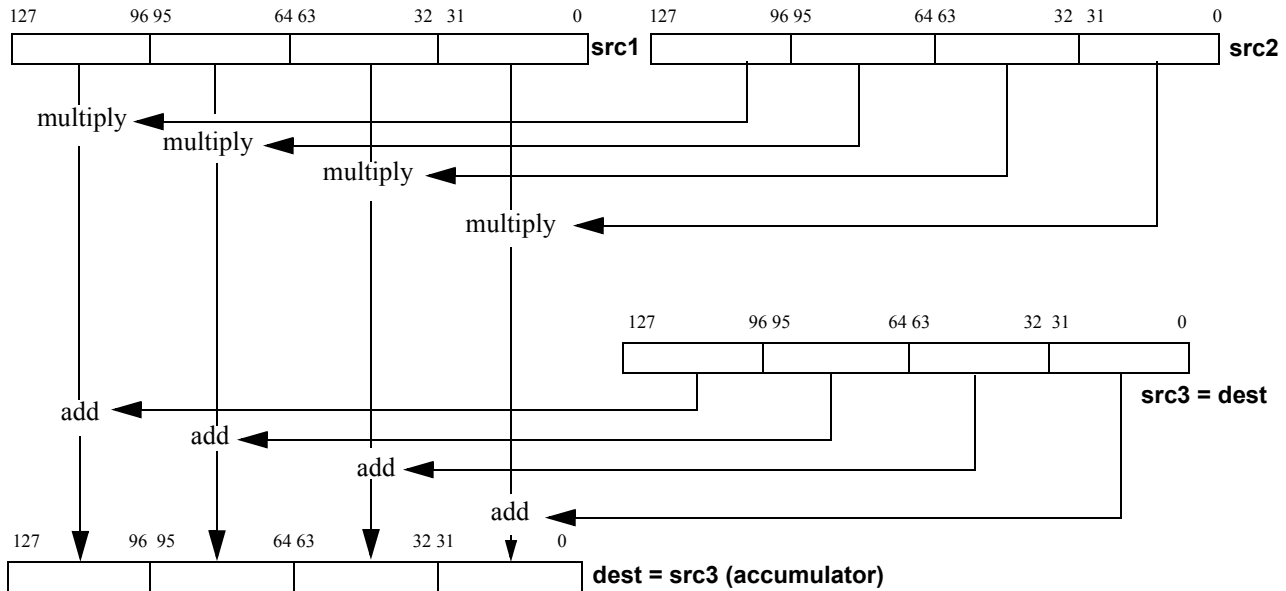 127 96 95 64 63 32 31 0 127 96 95 64 63 32 31 0
src1 src2
multiply
multiply
multiply
multiply
127 96 95 64 63 32 31 0
src3 = dest
add
add
add
add
127 96 95 64 63 32 31 0
dest = src3 (accumulator)